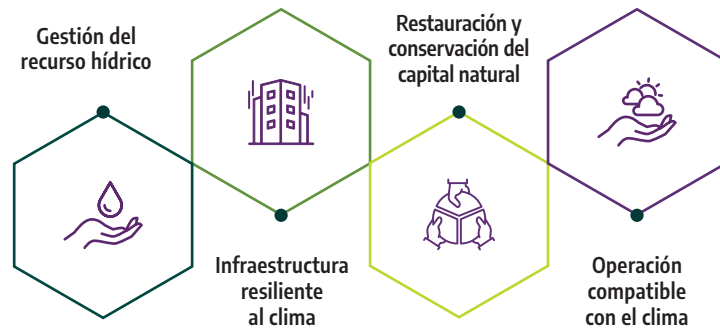 Gestión del
recurso hídrico
Infraestructura
resiliente
al clima
Restauración y
conservación del
capital natural
Operación
compatible
con el clima